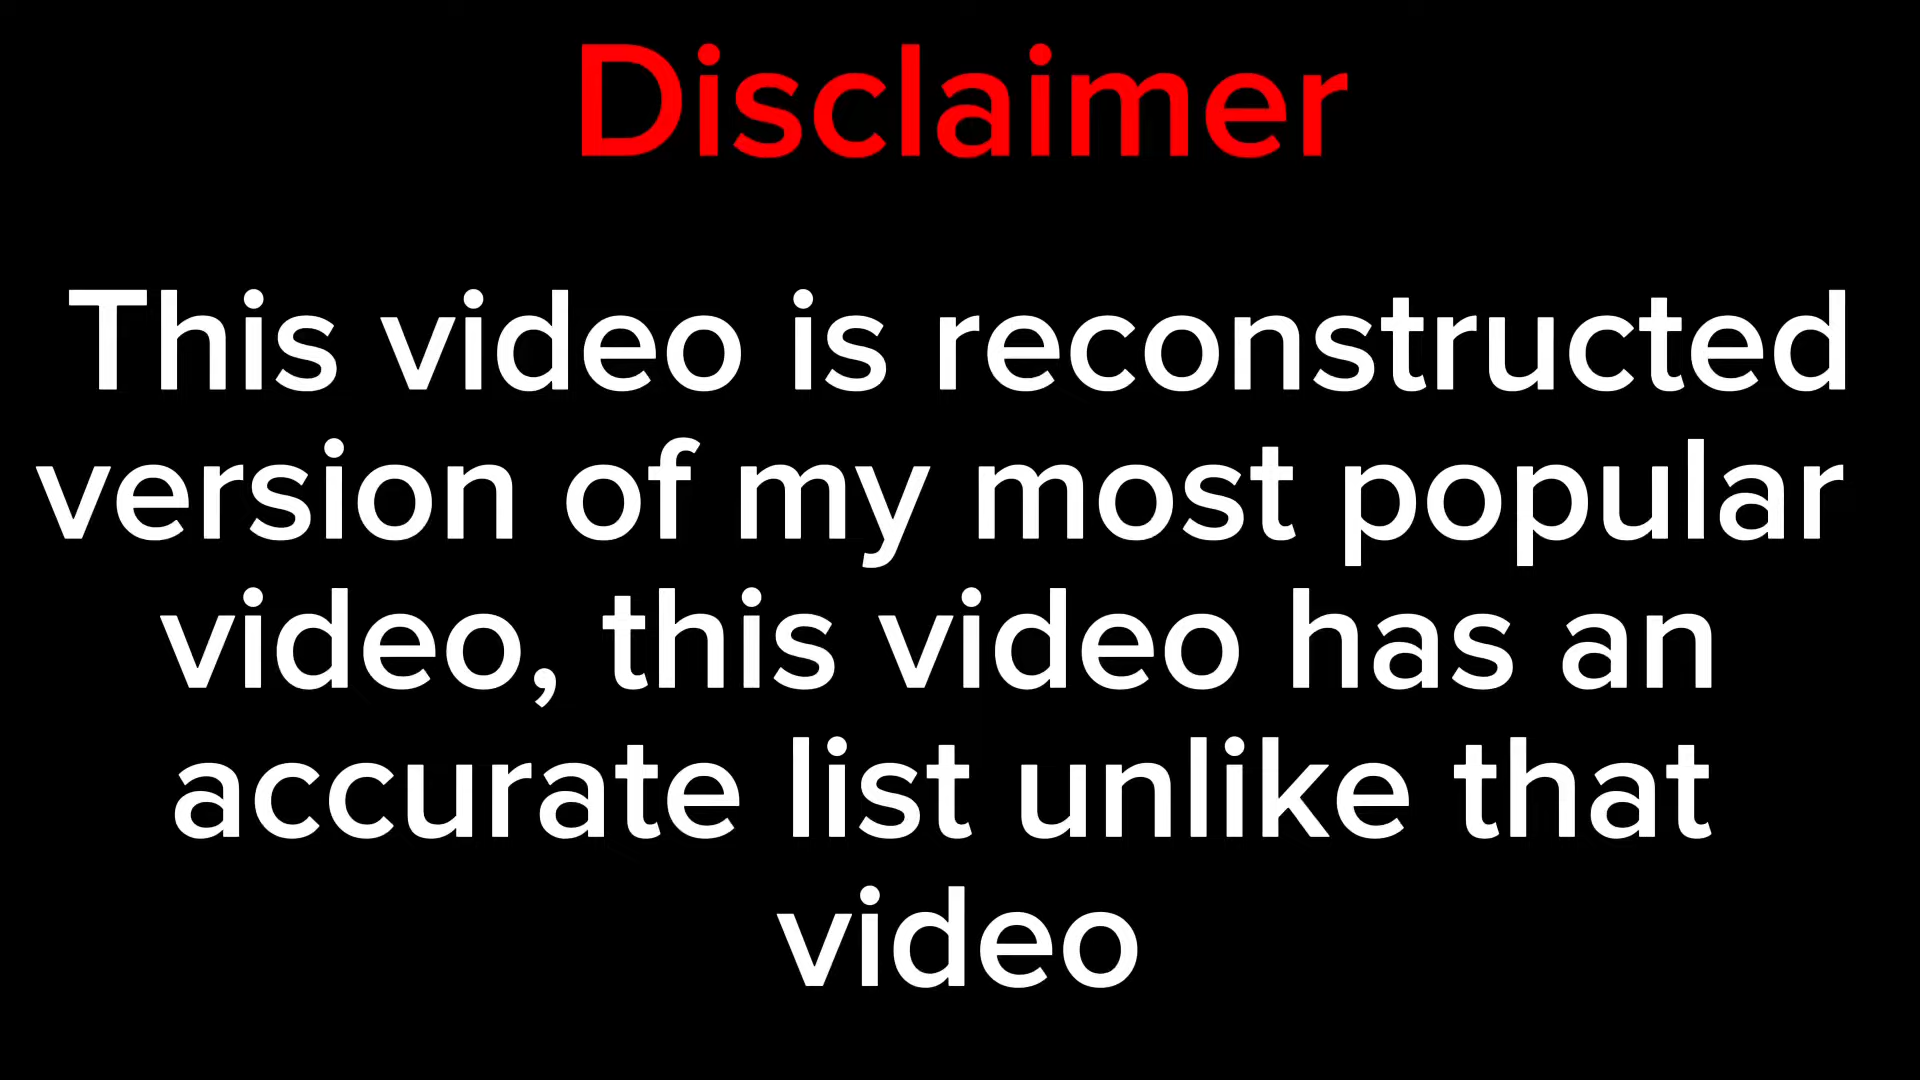 Disclaimer
This video is reconstructed
version of my most popular
video, this video has an
accurate list unlike that
video